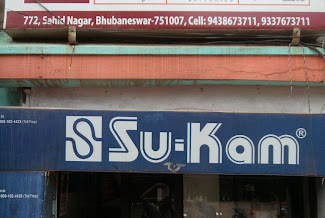 772, Sahid Nagar, Bhubaneswar-751007, Cell: 9438673711, 9337673711
Su-Kam®